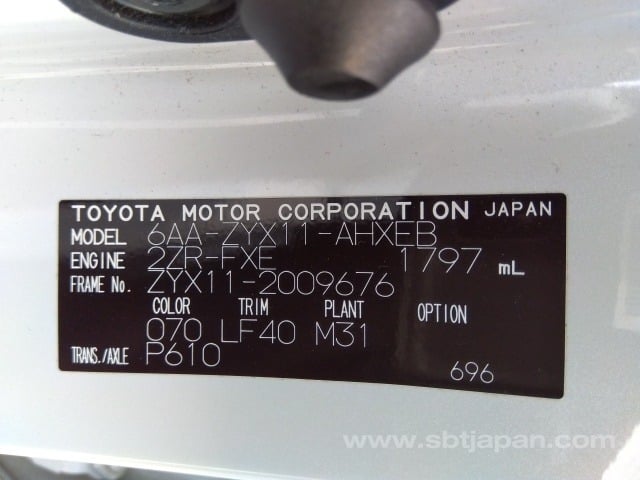 TOYOTA MOTOR CORPORATION JAPAN
MODEL 6AA-ZYX11-AHXEB
ENGINE 2ZR-FXE 1797 mL
FRAME No. ZYX11-2009676
COLOR TRIM PLANT OPTION
070 LF40 M31
TRANS./AXLE P610
696
www.sbtjapan.com